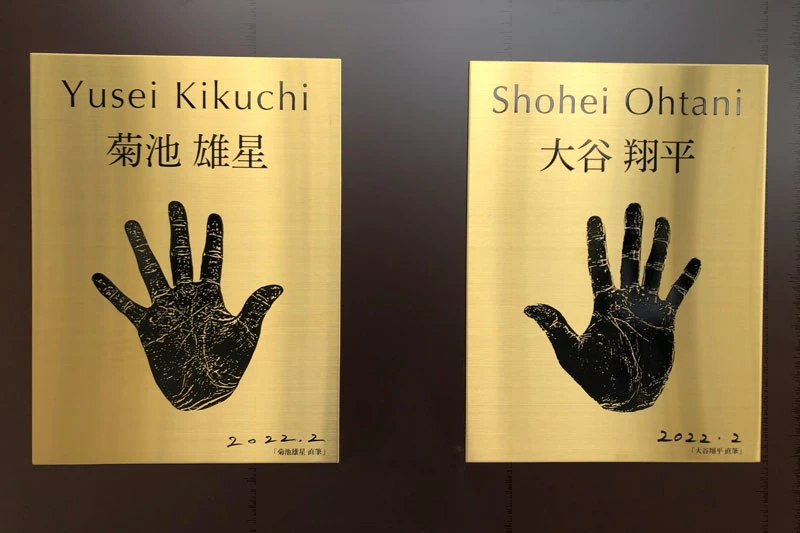 Yusei Kikuchi
菊池 雄星
2022.2
「菊池雄星 直筆」
Shohei Ohtani
大谷 翔平
2022.2
「大谷翔平 直筆」